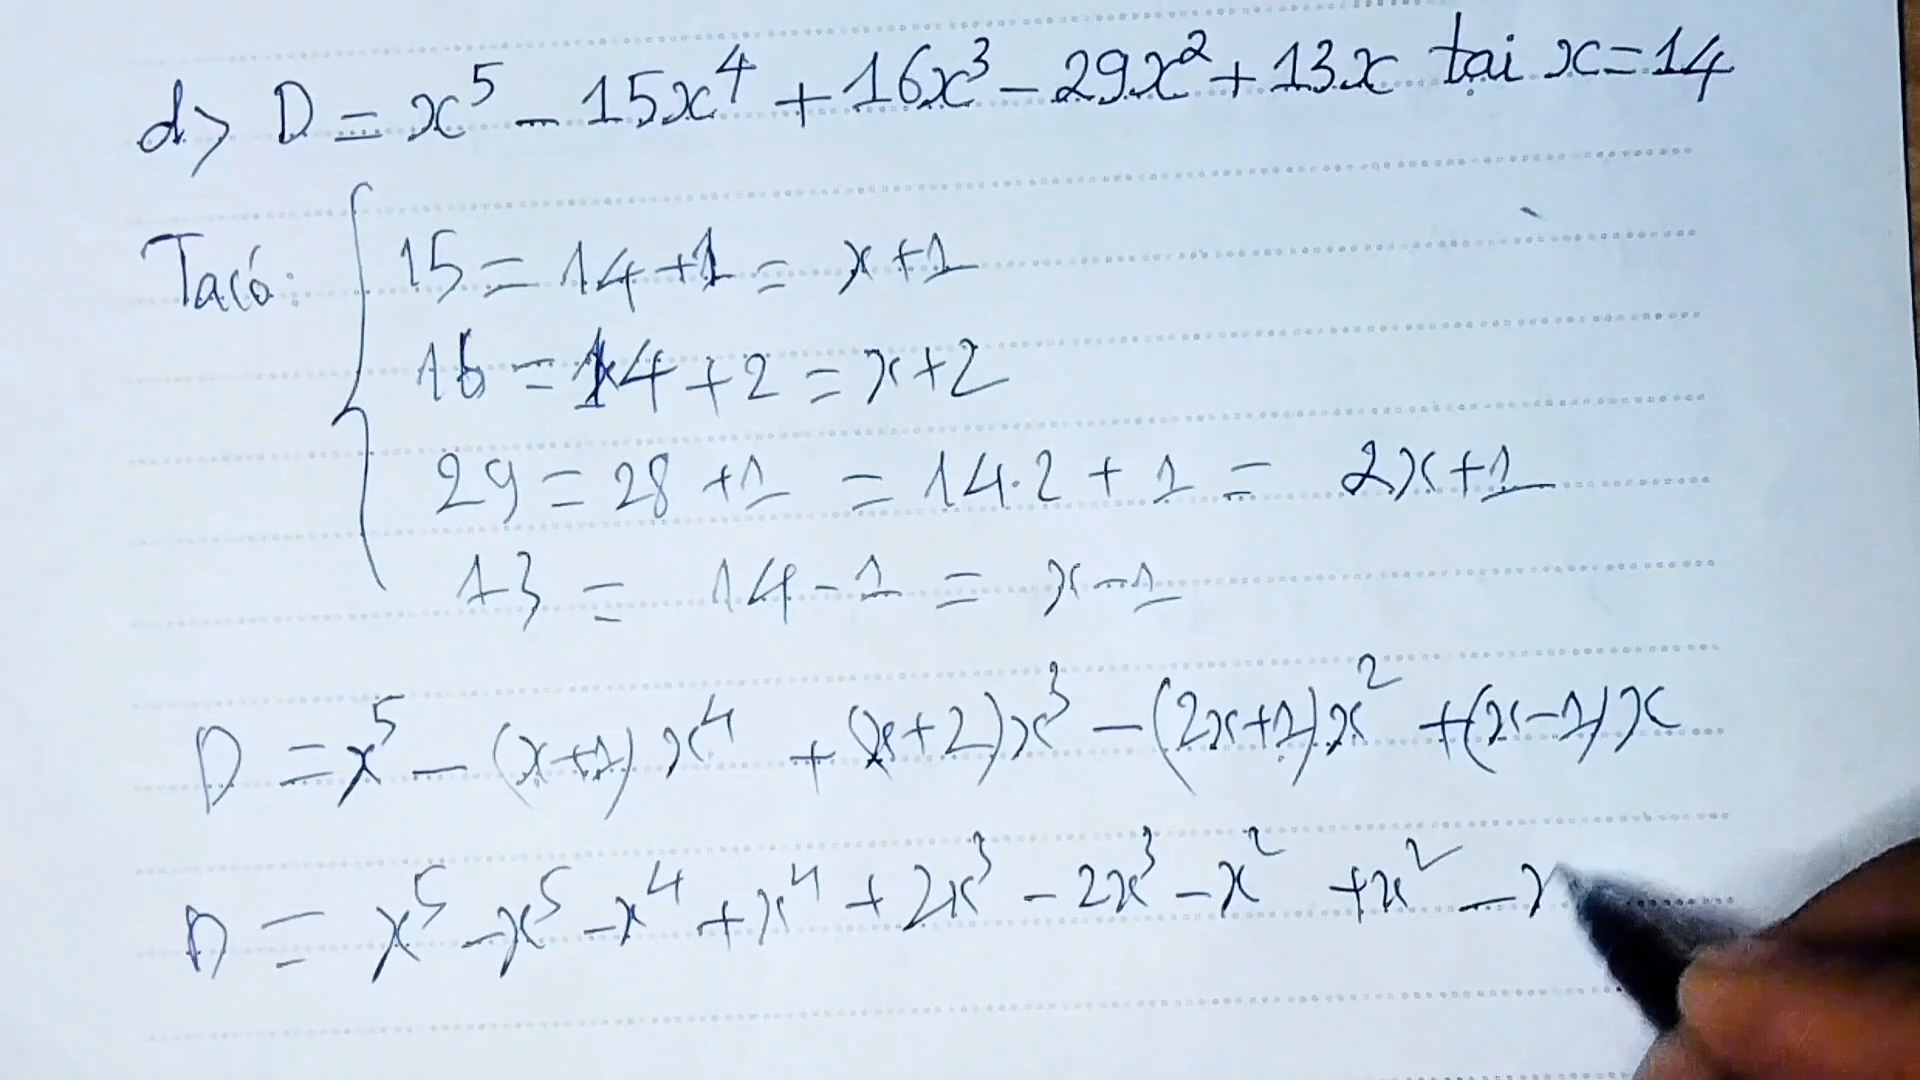 d> D = x⁵ - 15x⁴ + 16x³ - 29x² + 13x tại x = 14
Ta có: 15 = 14 + 1 = x + 1
16 = 14 + 2 = x + 2
29 = 28 + 1 = 14.2 + 1 = 2x + 1
13 = 14 - 1 = x - 1
D = x⁵ - (x+1)x⁴ + (x+2)x³ - (2x+1)x² + (x-1)x
D = x⁵ - x⁵ - x⁴ + x⁴ + 2x³ - 2x³ - x² + x² - x